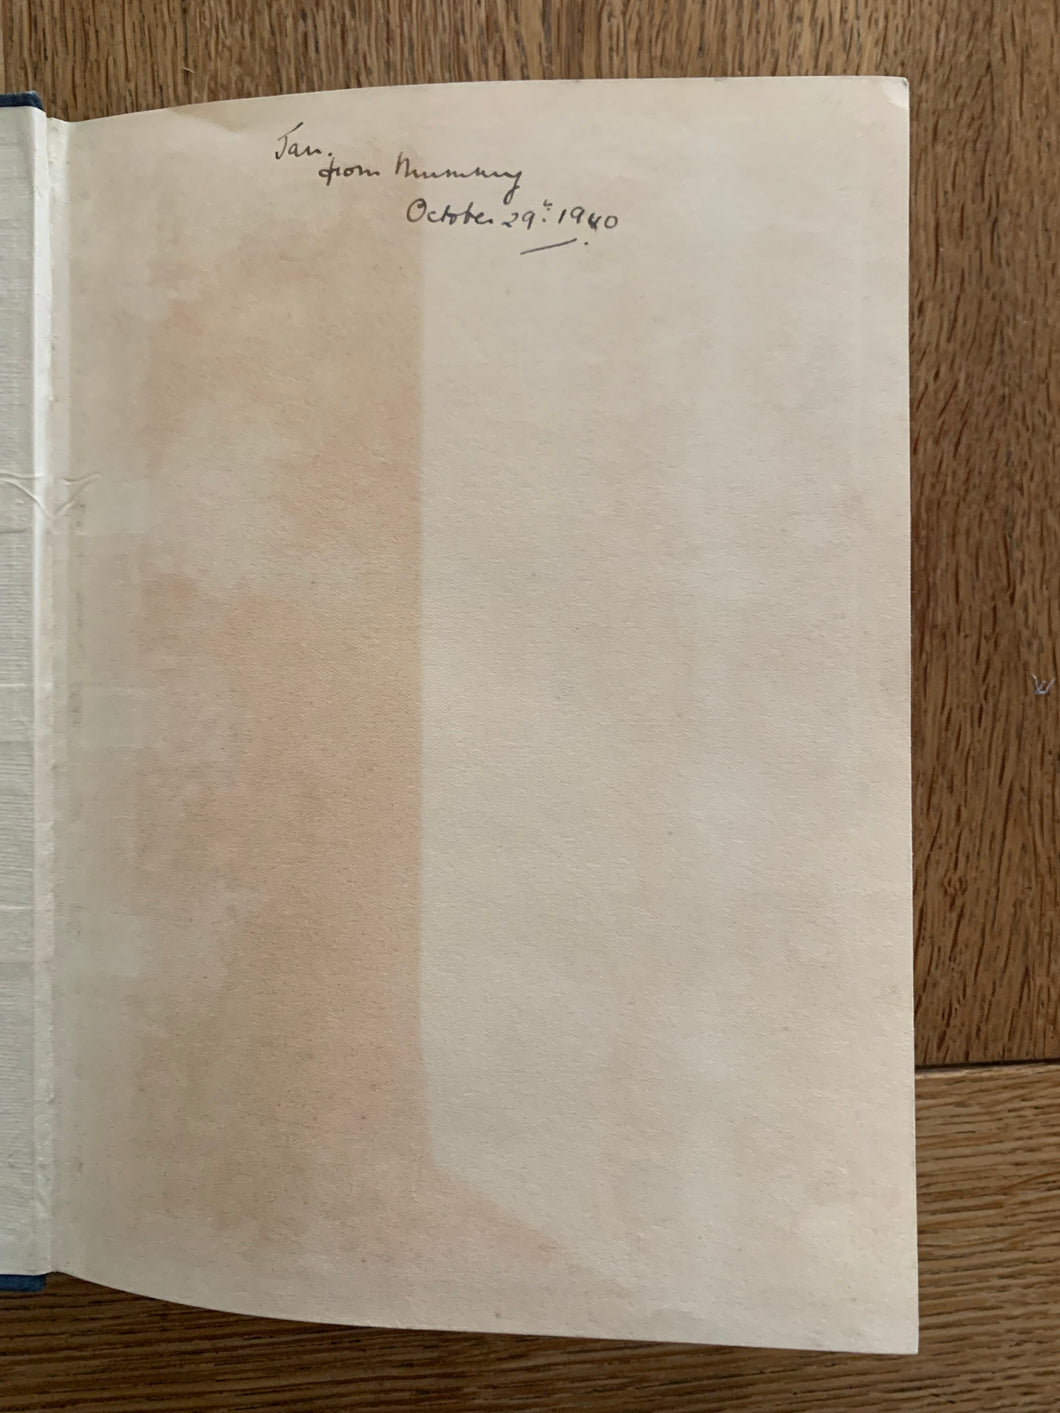 Jan.
from Mummy
October 29th. 1940.